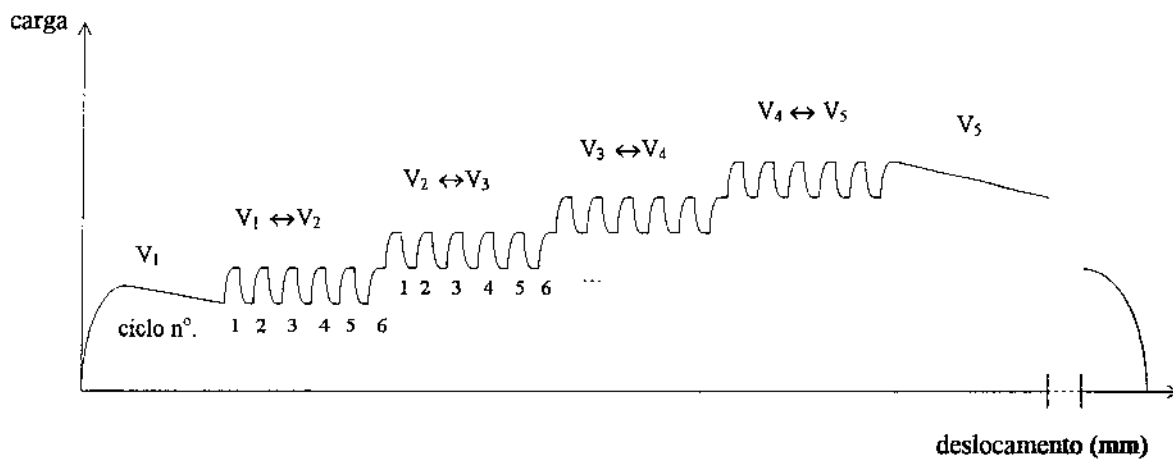 carga
V₄ ↔ V₅
V₅
V₃ ↔V₄
V₂ ↔V₃
V₁ ↔V₂
V₁
1 2 3 4 5 6 ...
ciclo nº. 1 2 3 4 5 6
deslocamento (mm)